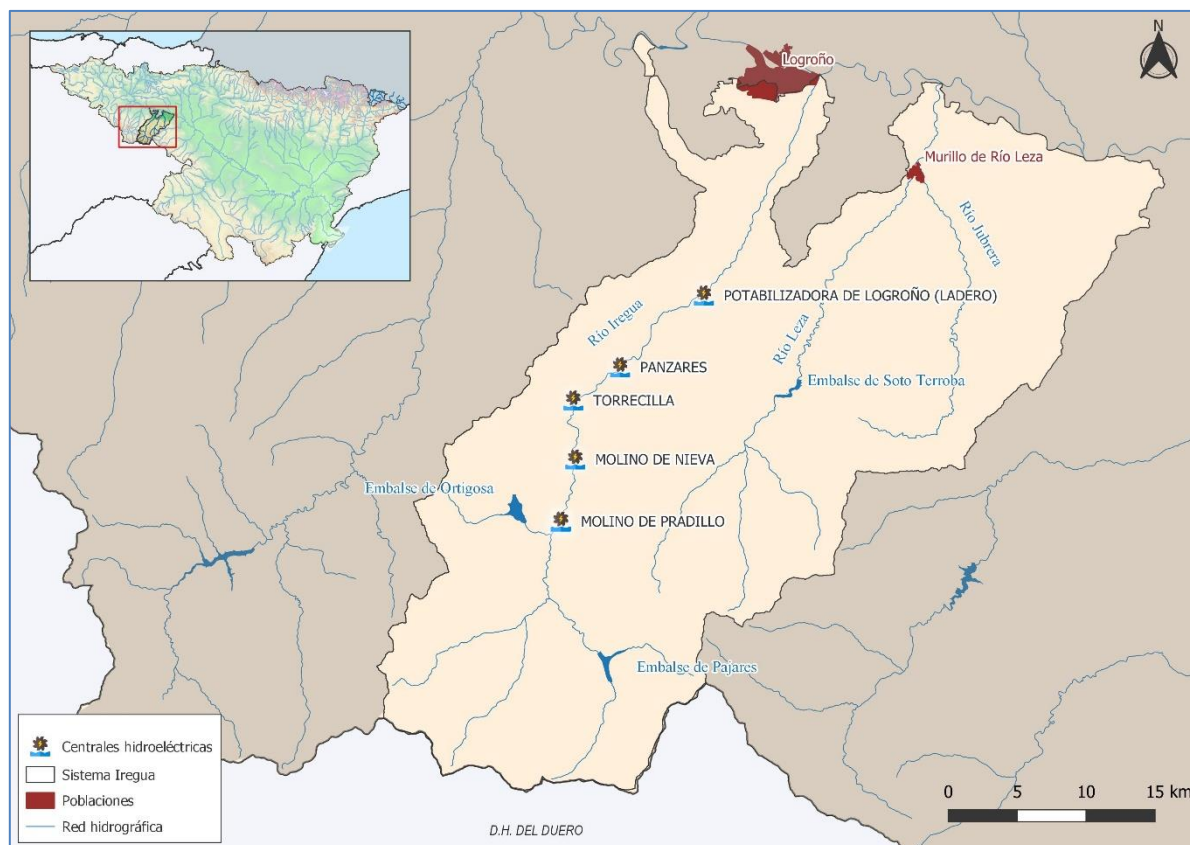 N
Logroño
Murillo de Río Leza
Río Jubrera
POTABILIZADORA DE LOGROÑO (LADERO)
Río Iregua
Río Leza
PANZARES
Embalse de Soto Terroba
TORRECILLA
MOLINO DE NIEVA
Embalse de Ortigosa
MOLINO DE PRADILLO
Embalse de Pajares
Centrales hidroeléctricas
Sistema Iregua
Poblaciones
Red hidrográfica
0 5 10 15 km
D.H. DEL DUERO